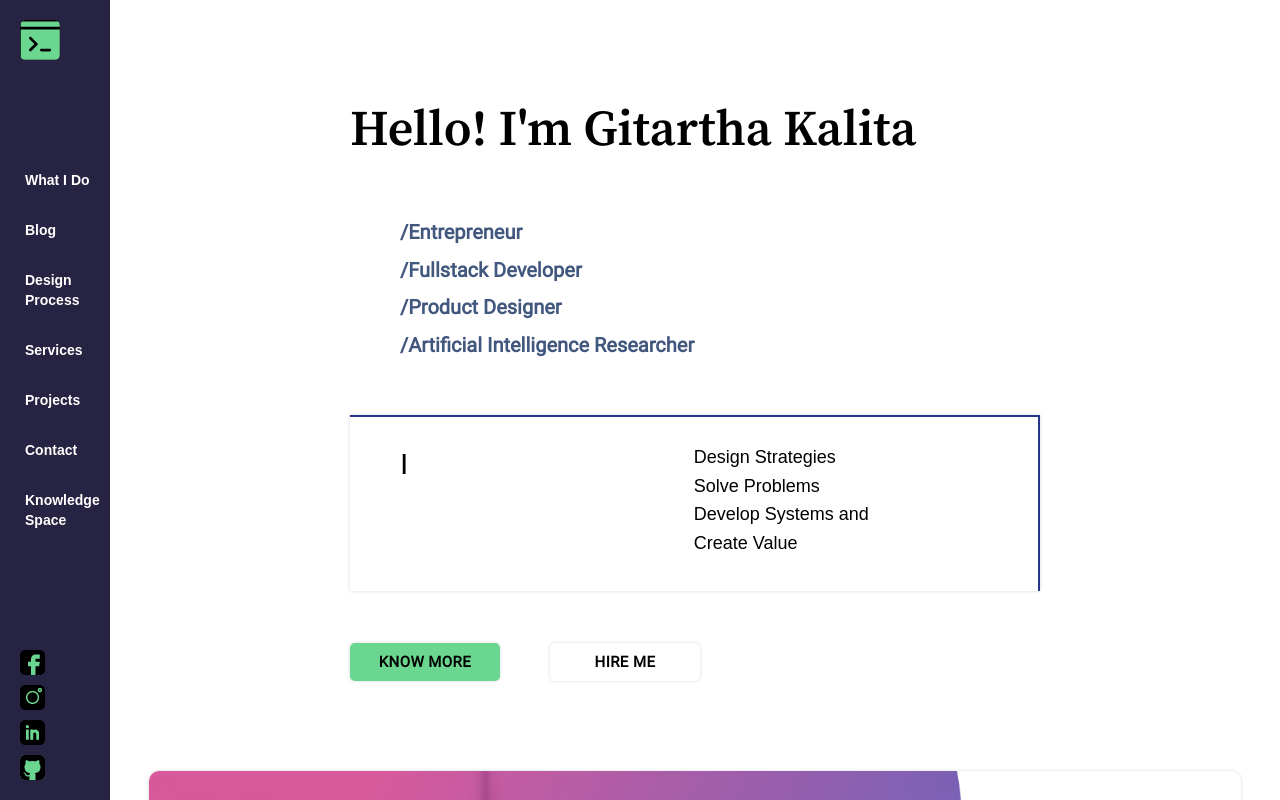 What I Do
Blog
Design
Process
Services
Projects
Contact
Knowledge
Space
Hello! I'm Gitartha Kalita
/Entrepreneur
/Fullstack Developer
/Product Designer
/Artificial Intelligence Researcher
I
Design Strategies
Solve Problems
Develop Systems and
Create Value
KNOW MORE
HIRE ME